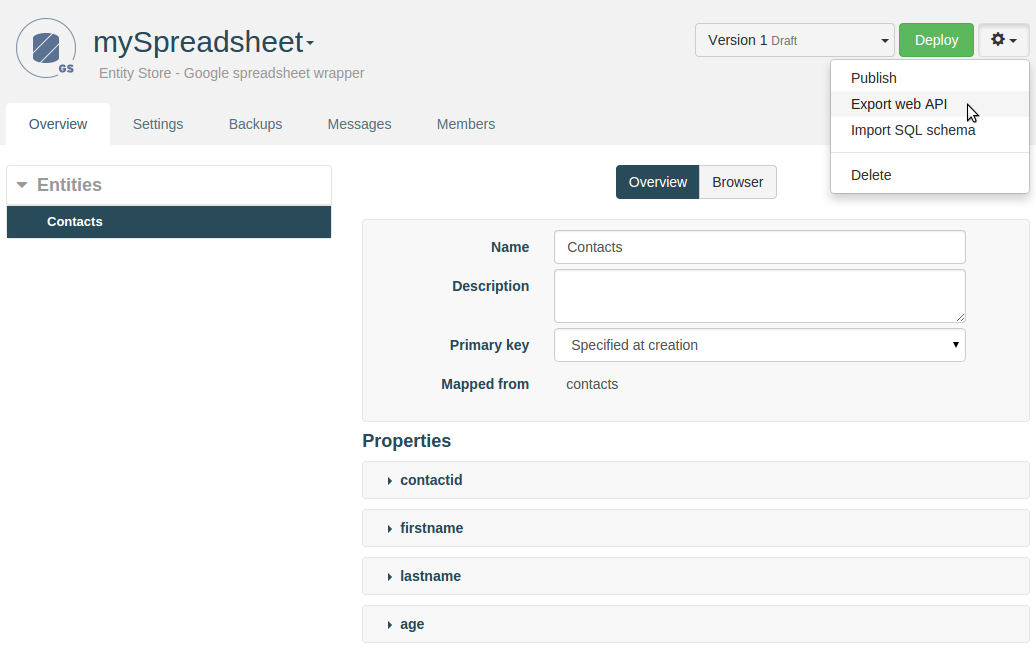 mySpreadsheet
GS
Entity Store - Google spreadsheet wrapper
Version 1 Draft
Deploy
Publish
Export web API
Import SQL schema
Delete
Overview
Settings
Backups
Messages
Members
Entities
Contacts
Overview
Browser
Name
Contacts
Description
Primary key
Specified at creation
Mapped from
contacts
Properties
contactid
firstname
lastname
age